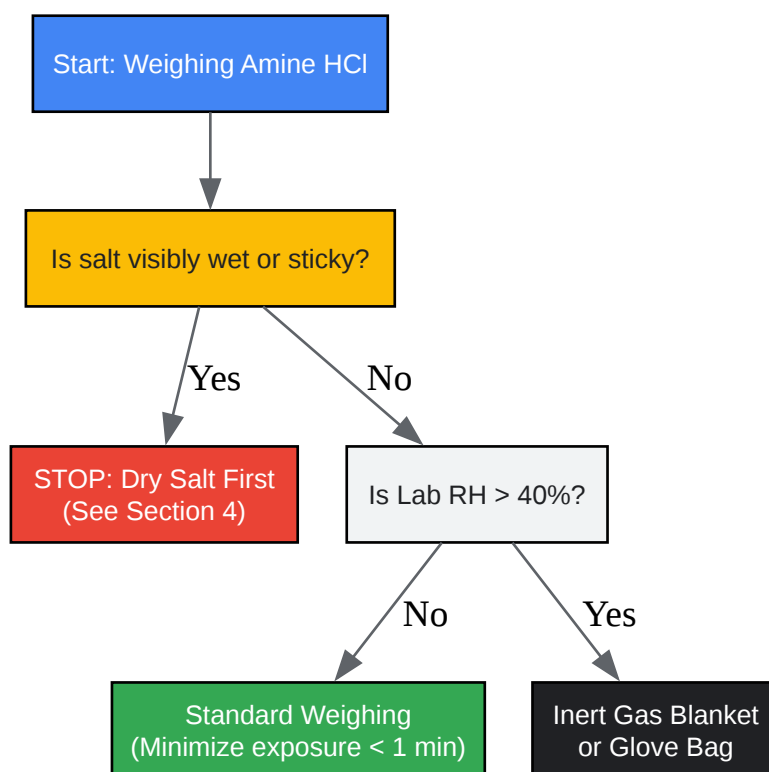 Start: Weighing Amine HCl
Is salt visibly wet or sticky?
Yes
No
STOP: Dry Salt First
(See Section 4)
Is Lab RH > 40%?
No
Yes
Standard Weighing
(Minimize exposure < 1 min)
Inert Gas Blanket
or Glove Bag